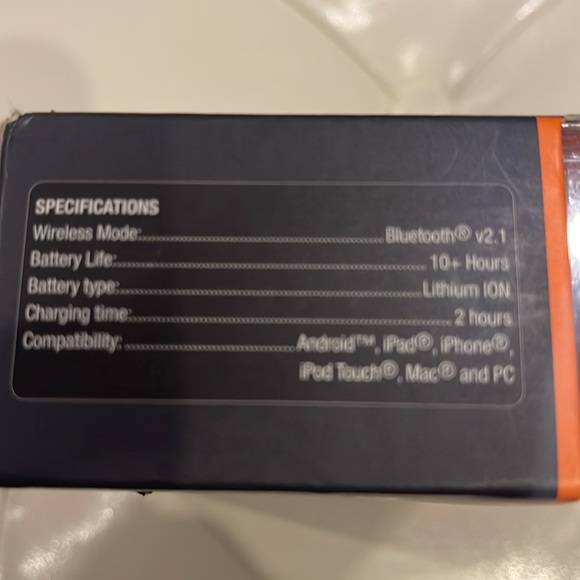 SPECIFICATIONS
Wireless Mode:........................................Bluetooth® v2.1
Battery Life:........................................10+ Hours
Battery type:........................................Lithium ION
Charging time:........................................2 hours
Compatibility:........................................Android™, iPad®, iPhone®,
iPod Touch®, Mac® and PC